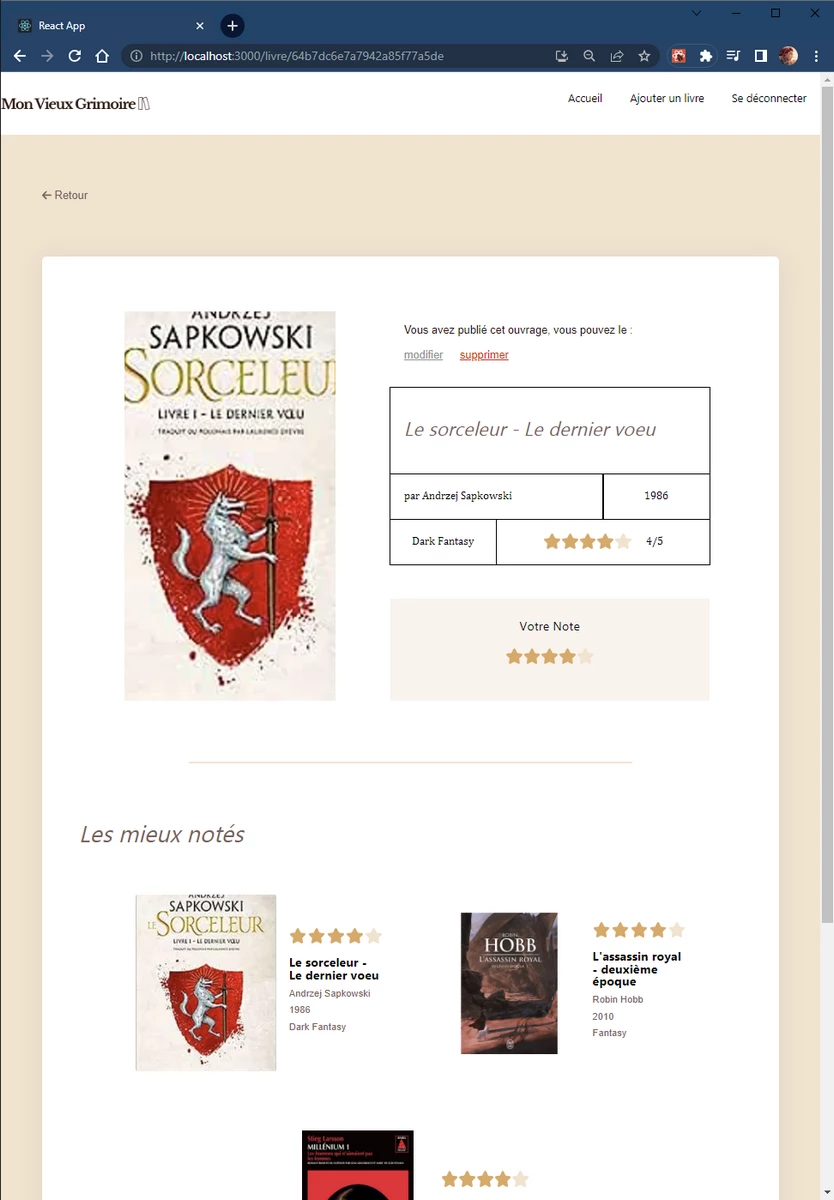 React App
http://localhost:3000/livre/64b7dc6e7a7942a85f77a5de
Mon Vieux Grimoire
Accueil
Ajouter un livre
Se déconnecter
← Retour
ANDRZEJ
SAPKOWSKI
SORCELEU
LIVRE I - LE DERNIER VŒU
TRADUIT DU POLONAIS PAR LAURENCE DYÈVRE
Vous avez publié cet ouvrage, vous pouvez le :
modifier supprimer
Le sorceleur - Le dernier voeu
par Andrzej Sapkowski
1986
Dark Fantasy
4/5
Votre Note
Les mieux notés
ANDRZEJ
SAPKOWSKI
LE SORCELEUR
LIVRE I - LE DERNIER VŒU
Le sorceleur -
Le dernier voeu
Andrzej Sapkowski
1986
Dark Fantasy
ROBIN
HOBB
L'ASSASSIN ROYAL
L'assassin royal
- deuxième
époque
Robin Hobb
2010
Fantasy
Stieg Larsson
MILLÉNIUM 1
Les hommes qui n'aimaient pas
les femmes